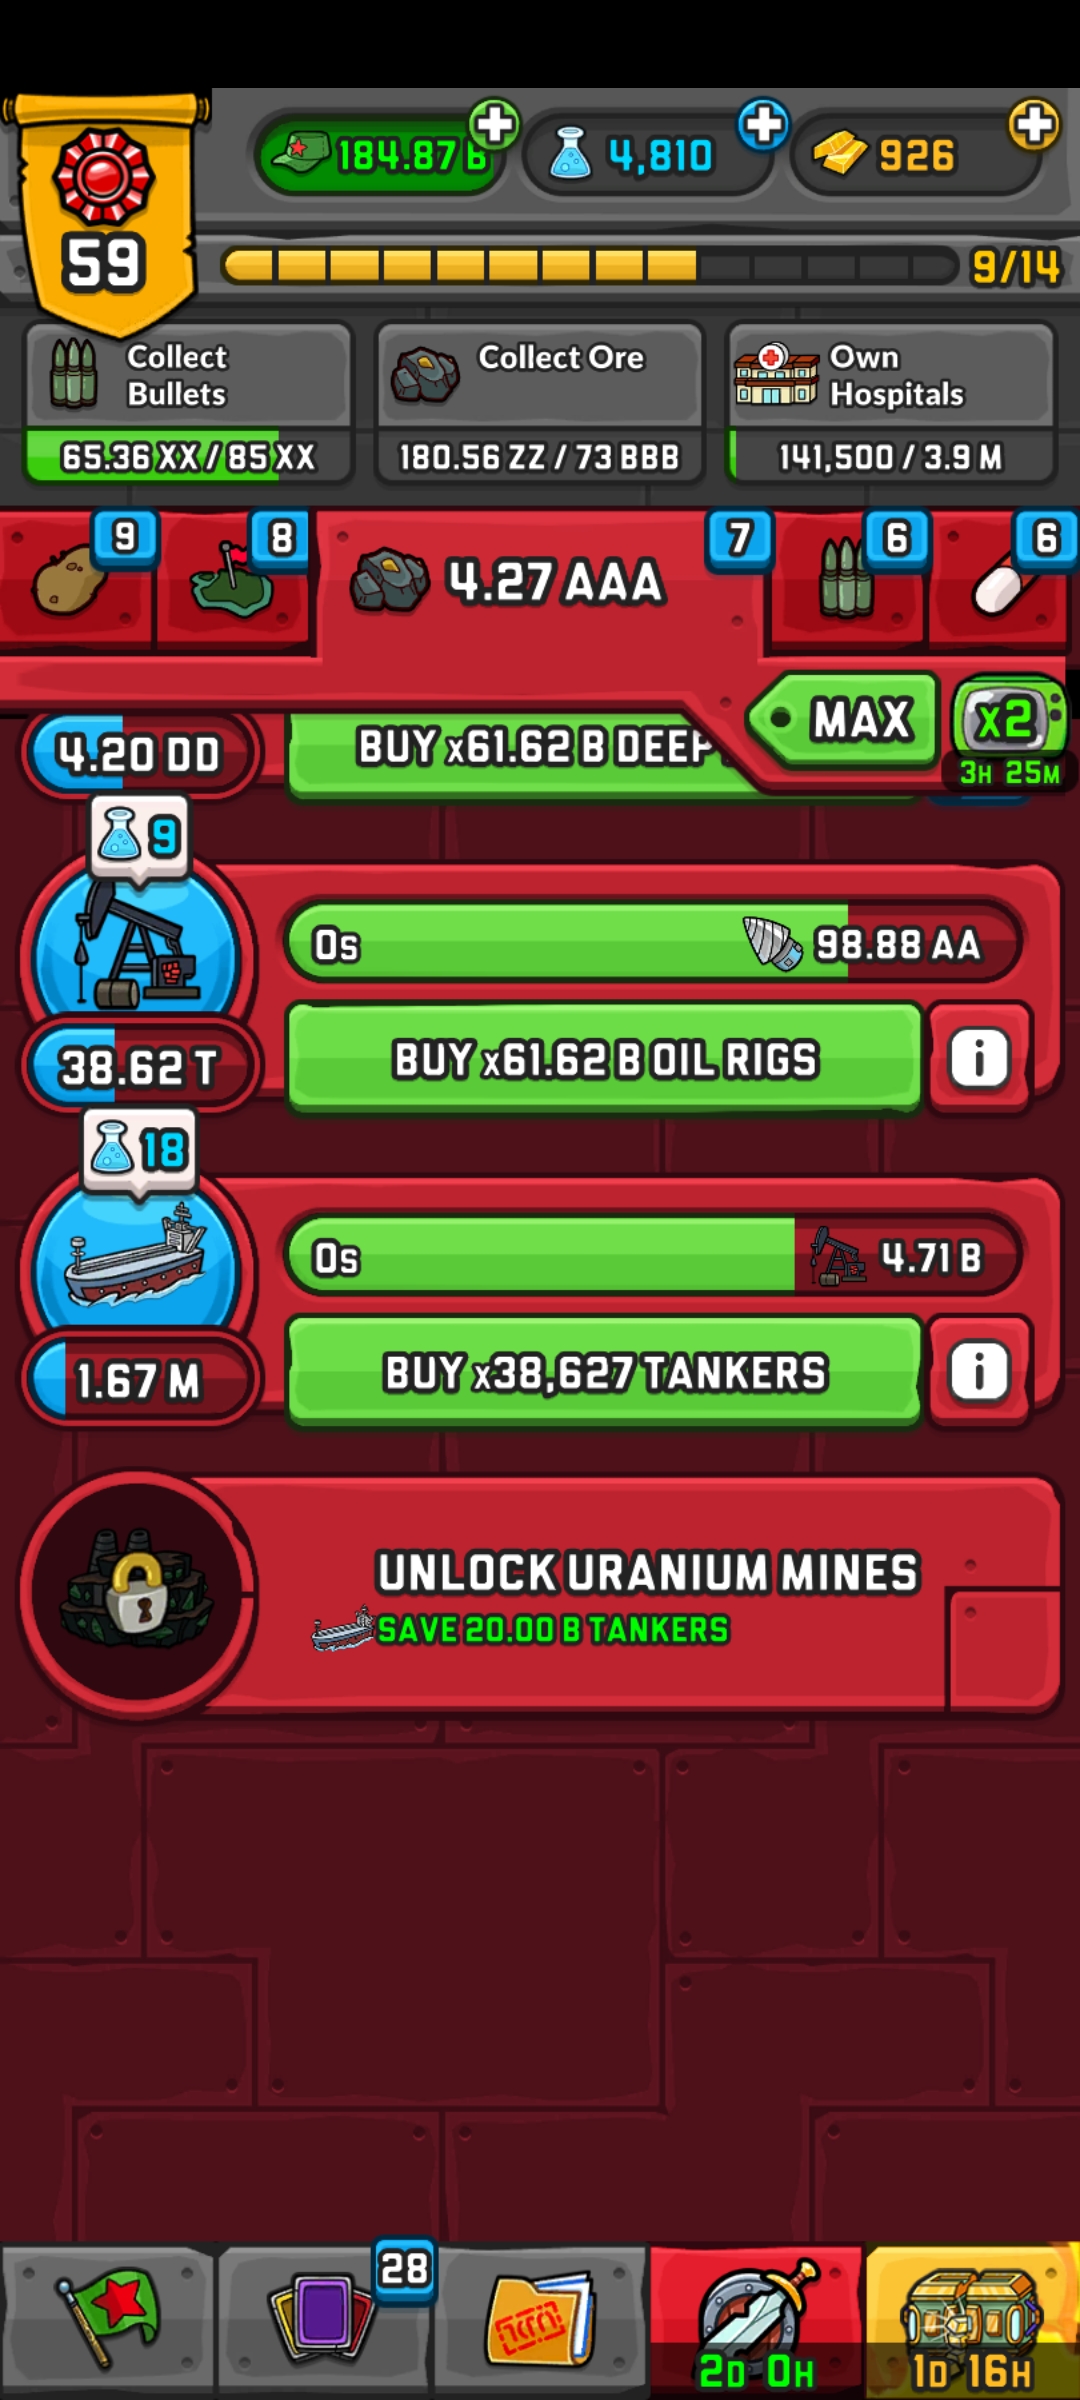 184.87 B
4,810
926
59
9/14
Collect Bullets
65.36 XX / 85 XX
Collect Ore
180.56 ZZ / 73 BBB
Own Hospitals
141,500 / 3.9 M
9
8
4.27 AAA
7
6
6
MAX
x2
3H 25M
4.20 DD
BUY x61.62 B DEEP
9
0s
98.88 AA
38.62 T
BUY x61.62 B OIL RIGS
i
18
0s
4.71 B
1.67 M
BUY x38,627 TANKERS
i
UNLOCK URANIUM MINES
SAVE 20.00 B TANKERS
28
2D 0H
1D 16H